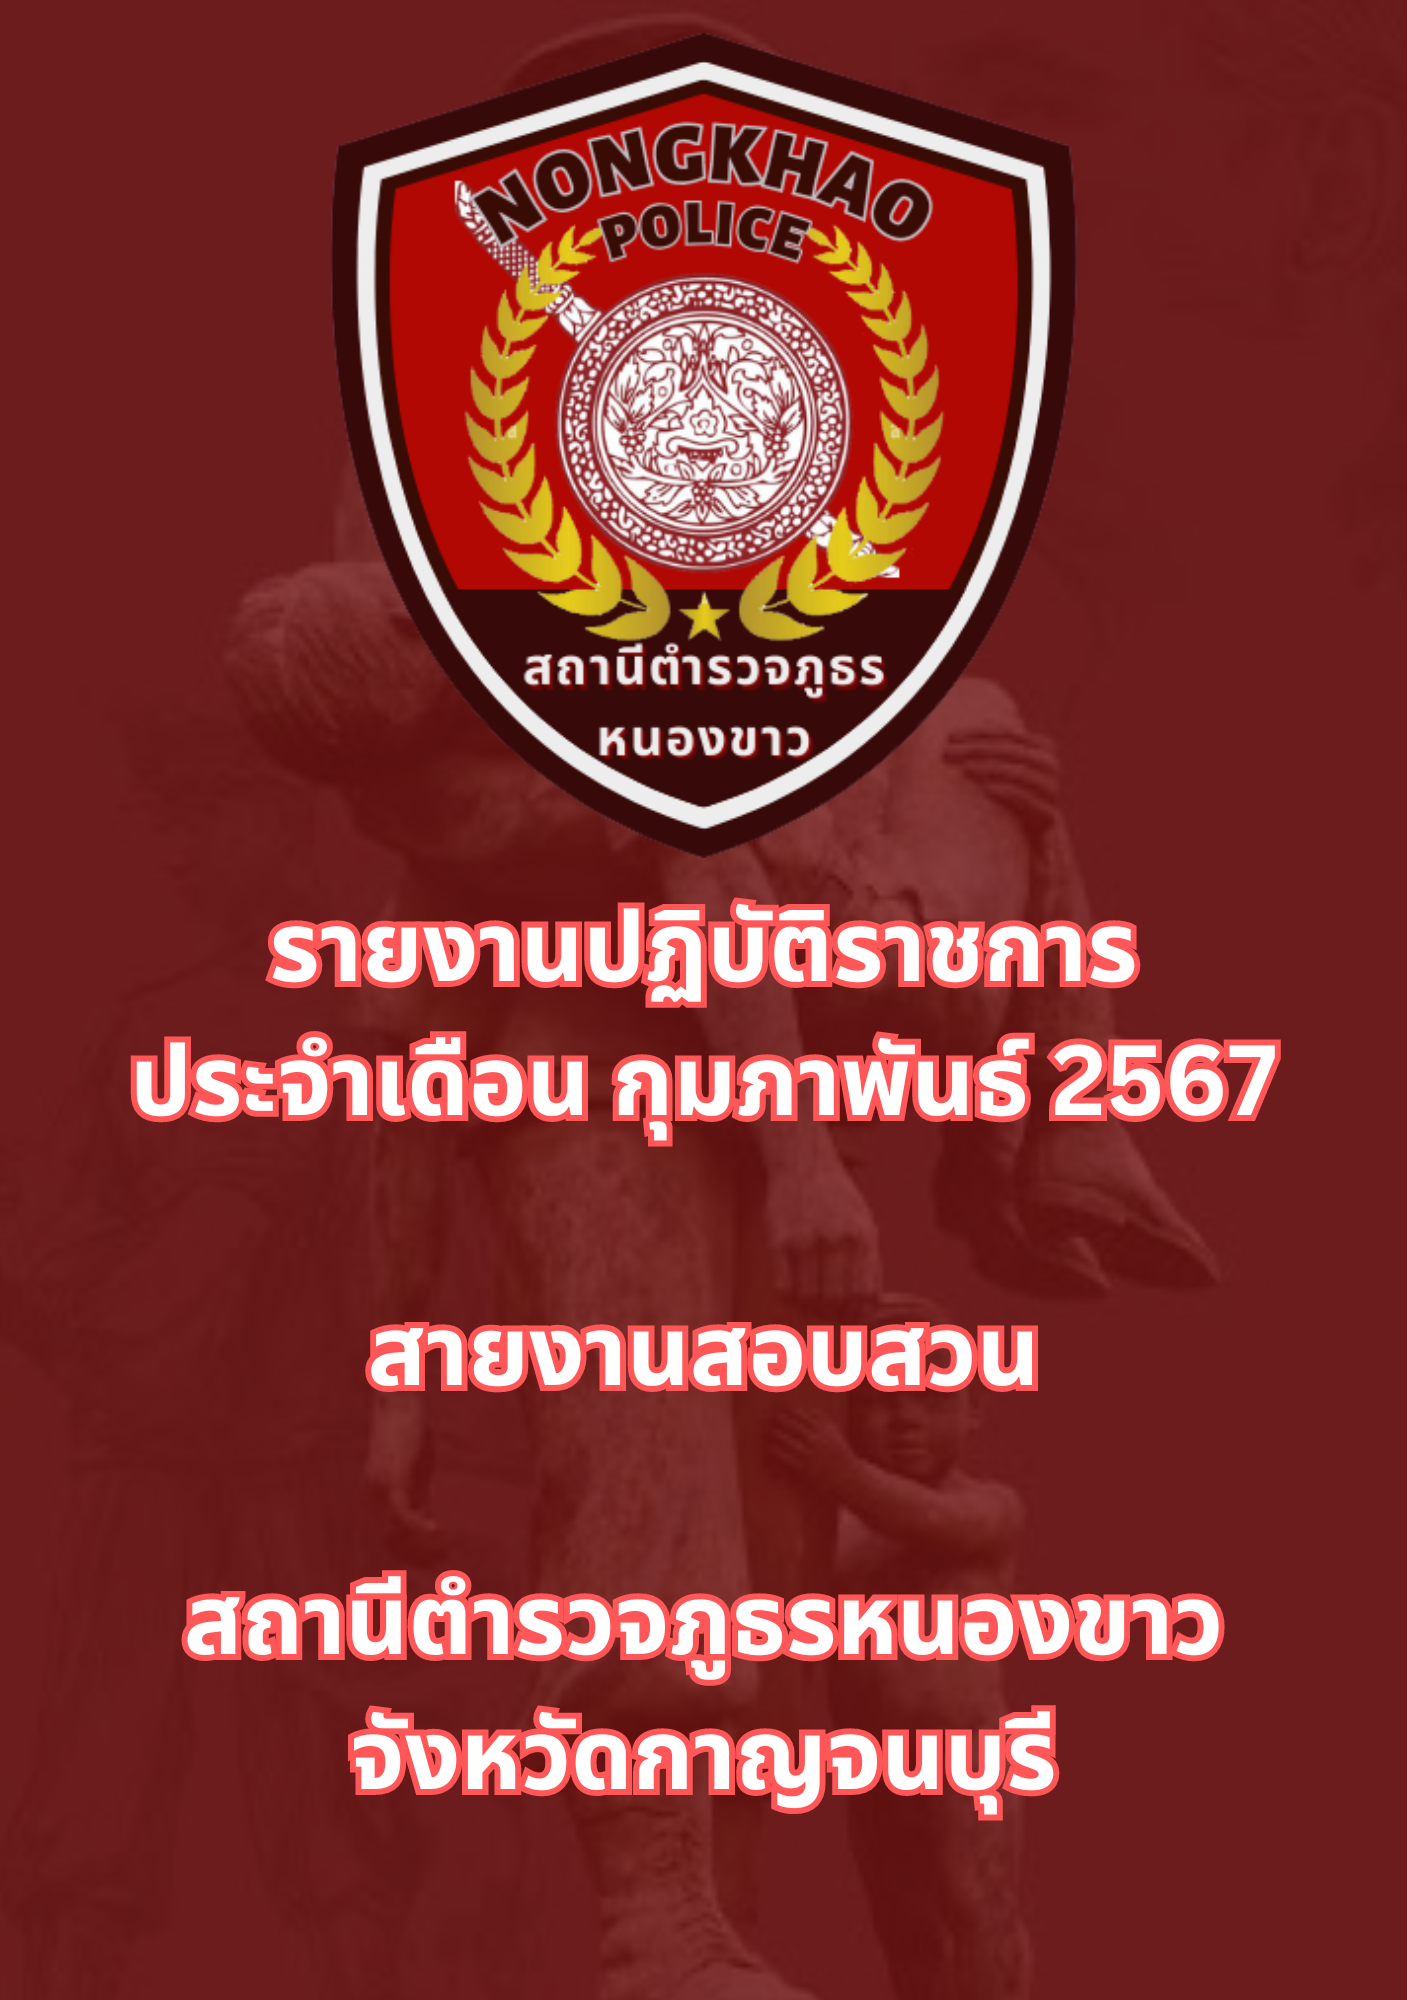 NONGKHAO
POLICE
สถานีตำรวจภูธร
หนองขาว
รายงานปฏิบัติราชการ
ประจำเดือน กุมภาพันธ์ 2567
สายงานสอบสวน
สถานีตำรวจภูธรหนองขาว
จังหวัดกาญจนบุรี